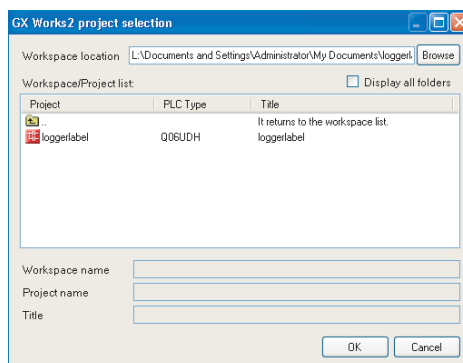 GX Works2 project selection
Workspace location L:\Documents and Settings\Administrator\My Documents\loggerl Browse
Workspace/Project list: Display all folders
Project PLC Type Title
.. It returns to the workspace list.
loggerlabel Q06UDH loggerlabel
Workspace name
Project name
Title
OK Cancel